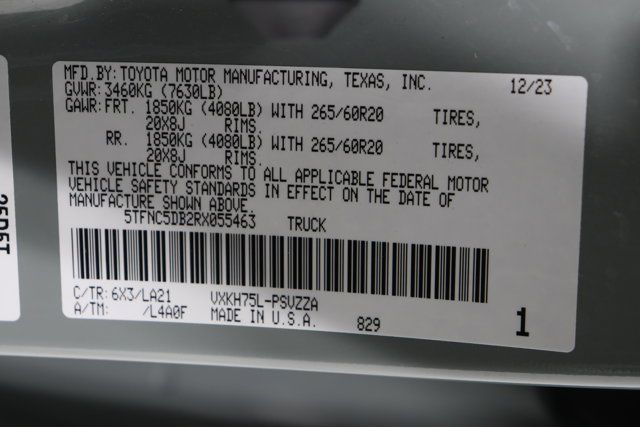 MFD.BY: TOYOTA MOTOR MANUFACTURING, TEXAS, INC. 12/23
GVWR: 3460KG (7630LB)
GAWR: FRT. 1850KG (4080LB) WITH 265/60R20 TIRES,
20X8J RIMS.
RR. 1850KG (4080LB) WITH 265/60R20 TIRES,
20X8J RIMS.
THIS VEHICLE CONFORMS TO ALL APPLICABLE FEDERAL MOTOR
VEHICLE SAFETY STANDARDS IN EFFECT ON THE DATE OF
MANUFACTURE SHOWN ABOVE.
5TFNC5DB2RX055463 TRUCK
C/TR: 6X3/LA21 VXKH75L-PSVZZA
A/TM: /L4A0F MADE IN U.S.A. 829 1